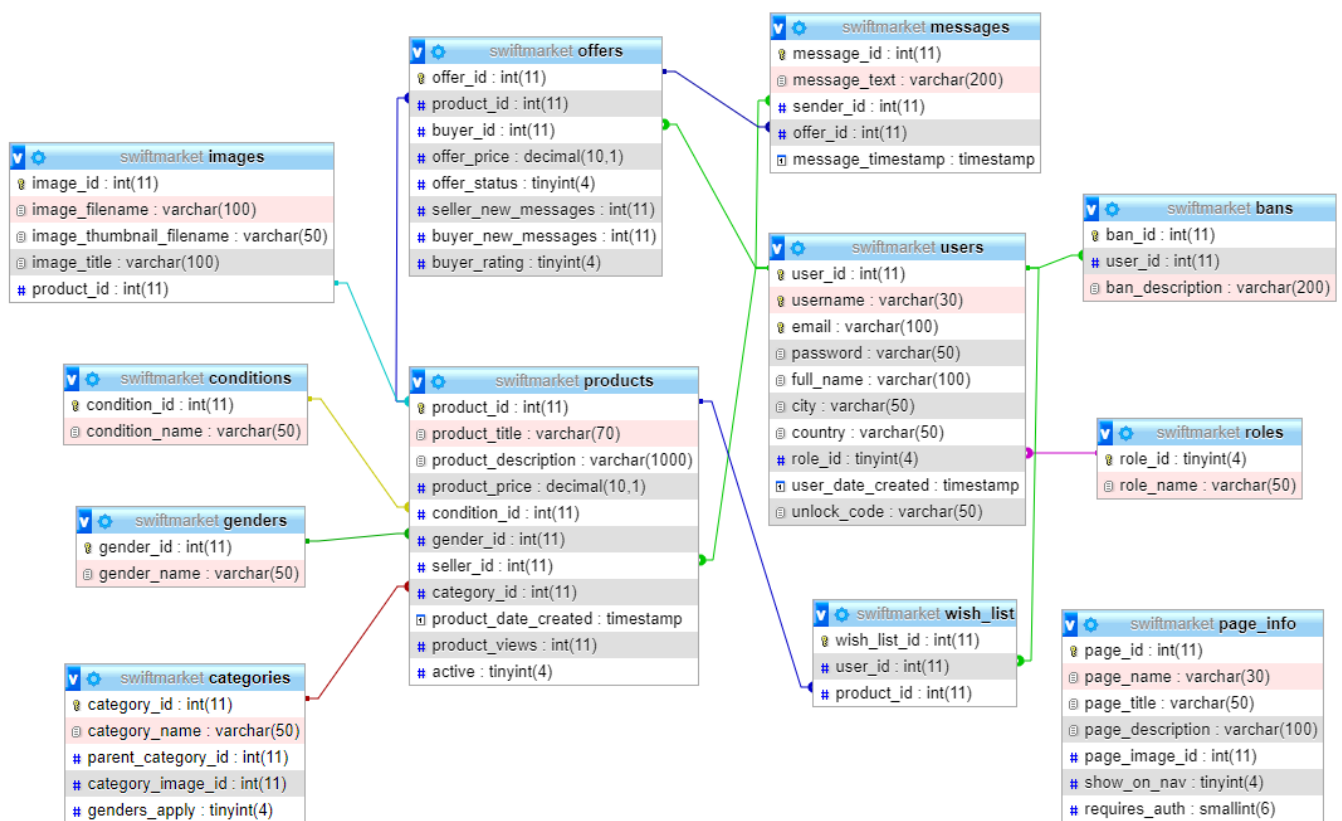 swiftmarket offers
offer_id : int(11)
product_id : int(11)
buyer_id : int(11)
offer_price : decimal(10,1)
offer_status : tinyint(4)
seller_new_messages : int(11)
buyer_new_messages : int(11)
buyer_rating : tinyint(4)
swiftmarket messages
message_id : int(11)
message_text : varchar(200)
sender_id : int(11)
offer_id : int(11)
message_timestamp : timestamp
swiftmarket images
image_id : int(11)
image_filename : varchar(100)
image_thumbnail_filename : varchar(50)
image_title : varchar(100)
product_id : int(11)
swiftmarket users
user_id : int(11)
username : varchar(30)
email : varchar(100)
password : varchar(50)
full_name : varchar(100)
city : varchar(50)
country : varchar(50)
role_id : tinyint(4)
user_date_created : timestamp
unlock_code : varchar(50)
swiftmarket bans
ban_id : int(11)
user_id : int(11)
ban_description : varchar(200)
swiftmarket conditions
condition_id : int(11)
condition_name : varchar(50)
swiftmarket products
product_id : int(11)
product_title : varchar(70)
product_description : varchar(1000)
product_price : decimal(10,1)
condition_id : int(11)
gender_id : int(11)
seller_id : int(11)
category_id : int(11)
product_date_created : timestamp
product_views : int(11)
active : tinyint(4)
swiftmarket roles
role_id : tinyint(4)
role_name : varchar(50)
swiftmarket genders
gender_id : int(11)
gender_name : varchar(50)
swiftmarket categories
category_id : int(11)
category_name : varchar(50)
parent_category_id : int(11)
category_image_id : int(11)
genders_apply : tinyint(4)
swiftmarket wish_list
wish_list_id : int(11)
user_id : int(11)
product_id : int(11)
swiftmarket page_info
page_id : int(11)
page_name : varchar(30)
page_title : varchar(50)
page_description : varchar(100)
page_image_id : int(11)
show_on_nav : tinyint(4)
requires_auth : smallint(6)